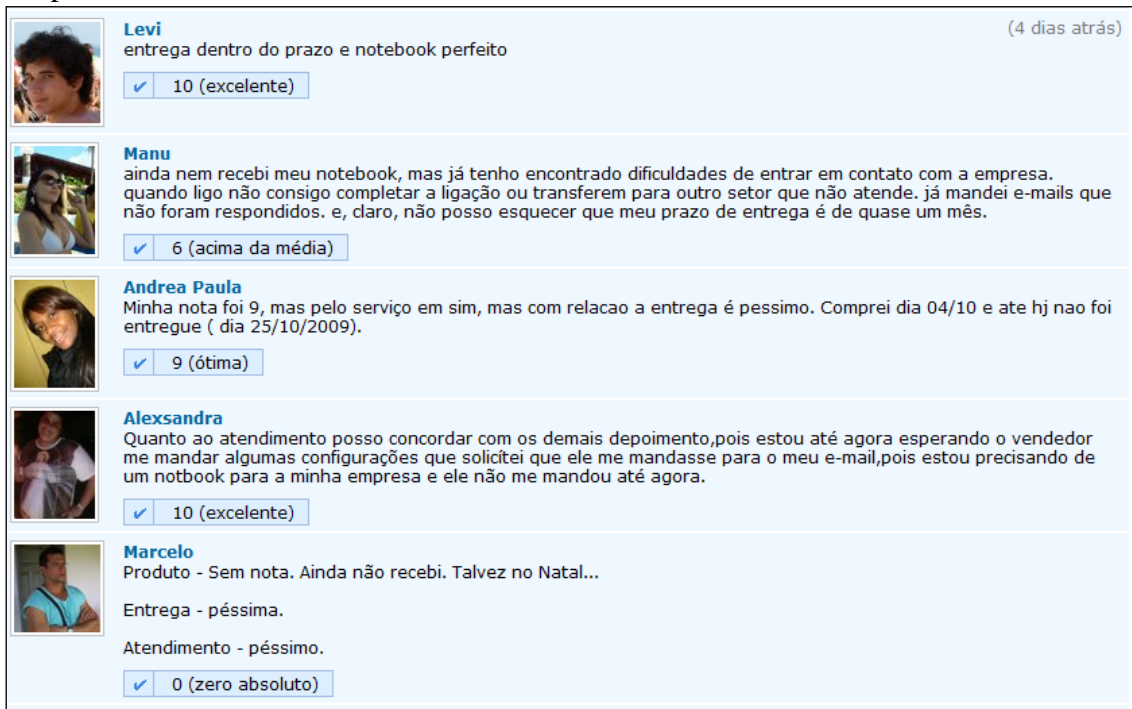 Levi
(4 dias atrás)
entrega dentro do prazo e notebook perfeito
10 (excelente)
Manu
ainda nem recebi meu notebook, mas já tenho encontrado dificuldades de entrar em contato com a empresa.
quando ligo não consigo completar a ligação ou transferem para outro setor que não atende. já mandei e-mails que
não foram respondidos. e, claro, não posso esquecer que meu prazo de entrega é de quase um mês.
6 (acima da média)
Andrea Paula
Minha nota foi 9, mas pelo serviço em sim, mas com relacao a entrega é pessimo. Comprei dia 04/10 e ate hj nao foi
entregue ( dia 25/10/2009).
9 (ótima)
Alexsandra
Quanto ao atendimento posso concordar com os demais depoimento,pois estou até agora esperando o vendedor
me mandar algumas configurações que solicítei que ele me mandasse para o meu e-mail,pois estou precisando de
um notbook para a minha empresa e ele não me mandou até agora.
10 (excelente)
Marcelo
Produto - Sem nota. Ainda não recebi. Talvez no Natal...
Entrega - péssima.
Atendimento - péssimo.
0 (zero absoluto)